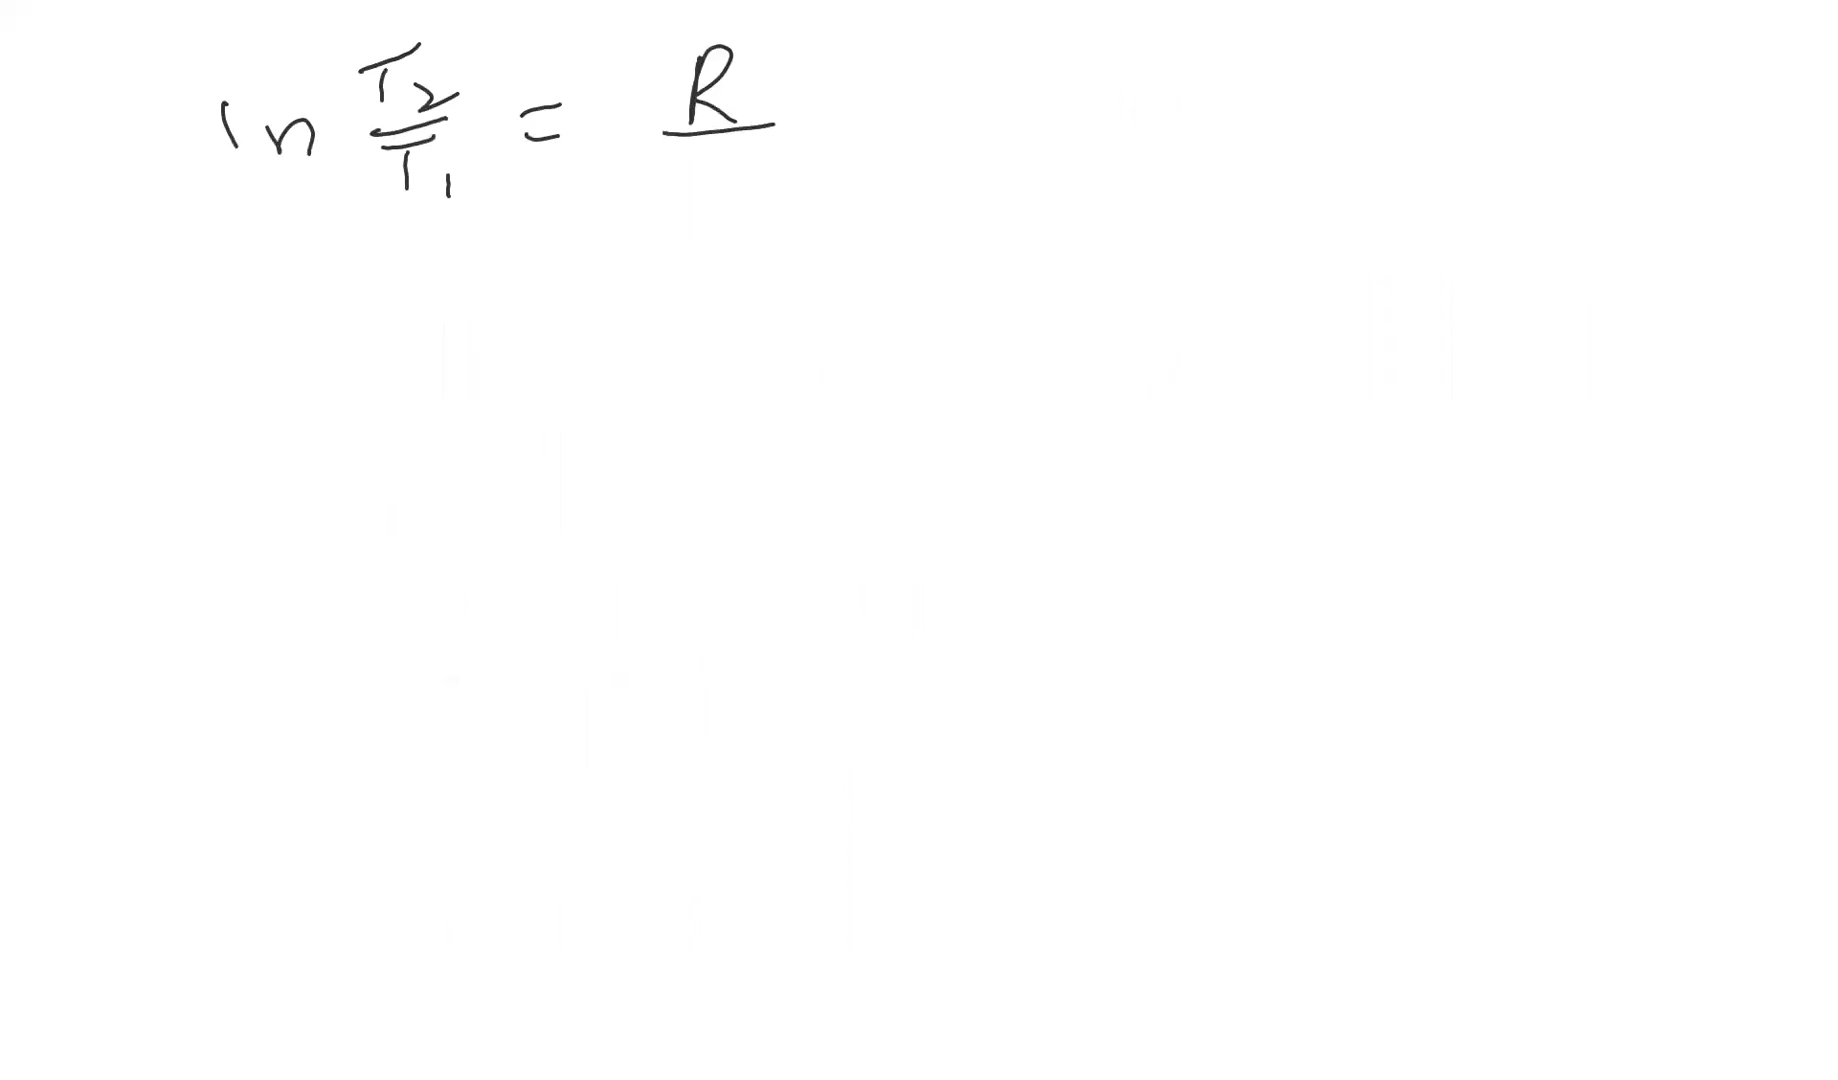 ln T₂/T₁ = R/